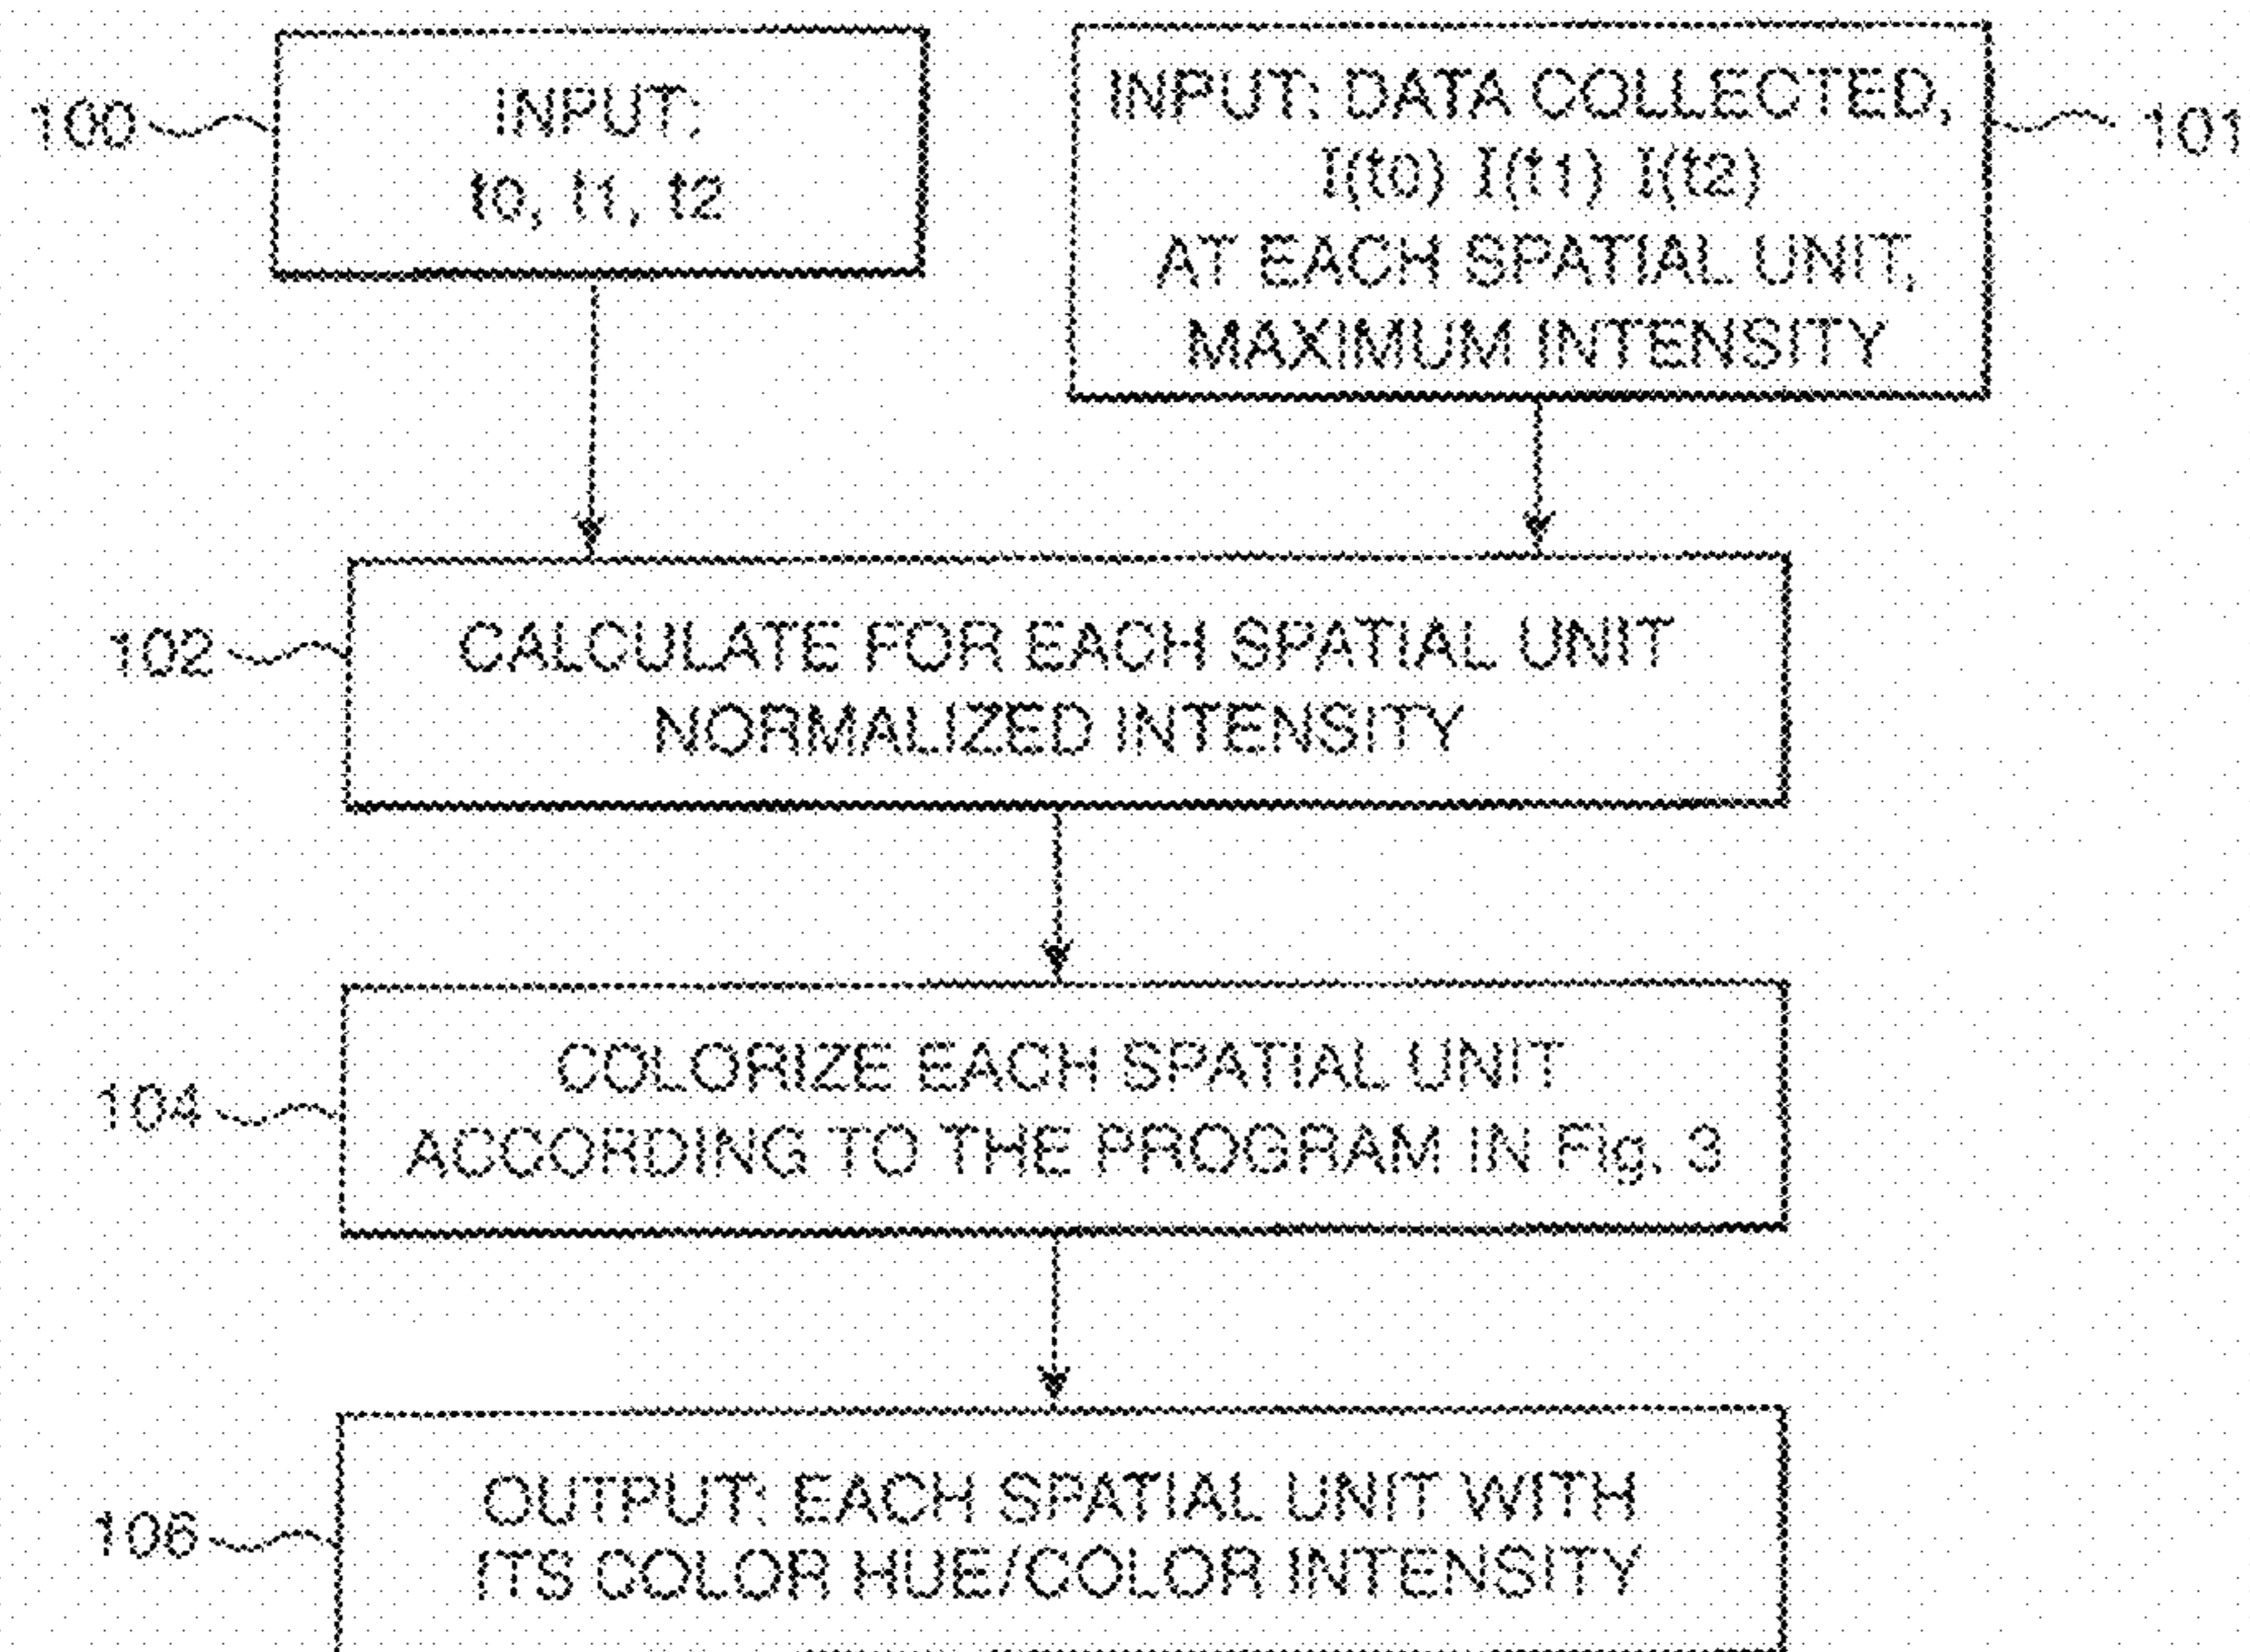 100
INPUT:
t0, t1, t2
INPUT: DATA COLLECTED,
I(t0) I(t1) I(t2)
AT EACH SPATIAL UNIT,
MAXIMUM INTENSITY
101
102
CALCULATE FOR EACH SPATIAL UNIT
NORMALIZED INTENSITY
104
COLORIZE EACH SPATIAL UNIT
ACCORDING TO THE PROGRAM IN Fig. 3
106
OUTPUT: EACH SPATIAL UNIT WITH
ITS COLOR HUE/COLOR INTENSITY